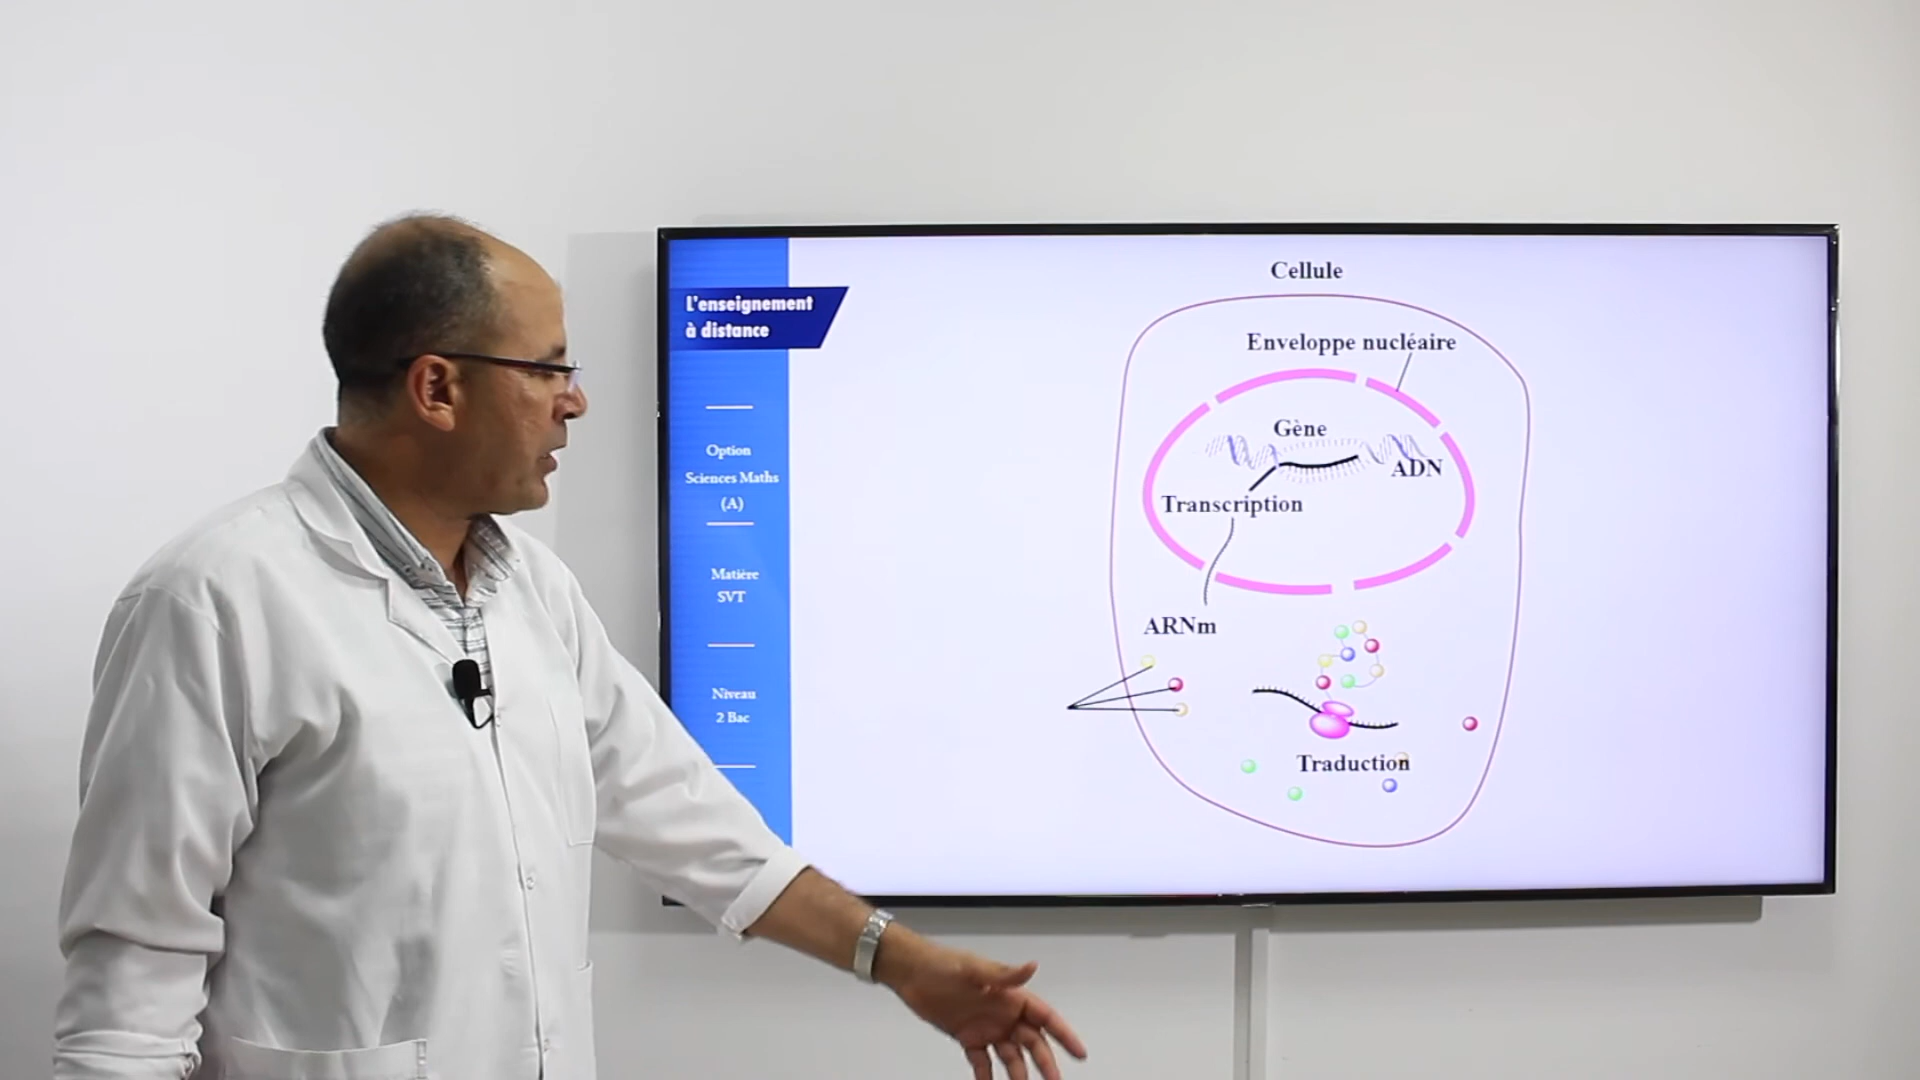 L'enseignement
à distance
Option
Sciences Maths
(A)
Matière
SVT
Niveau
2 Bac
Cellule
Enveloppe nucléaire
Gène
ADN
Transcription
ARNm
Traduction